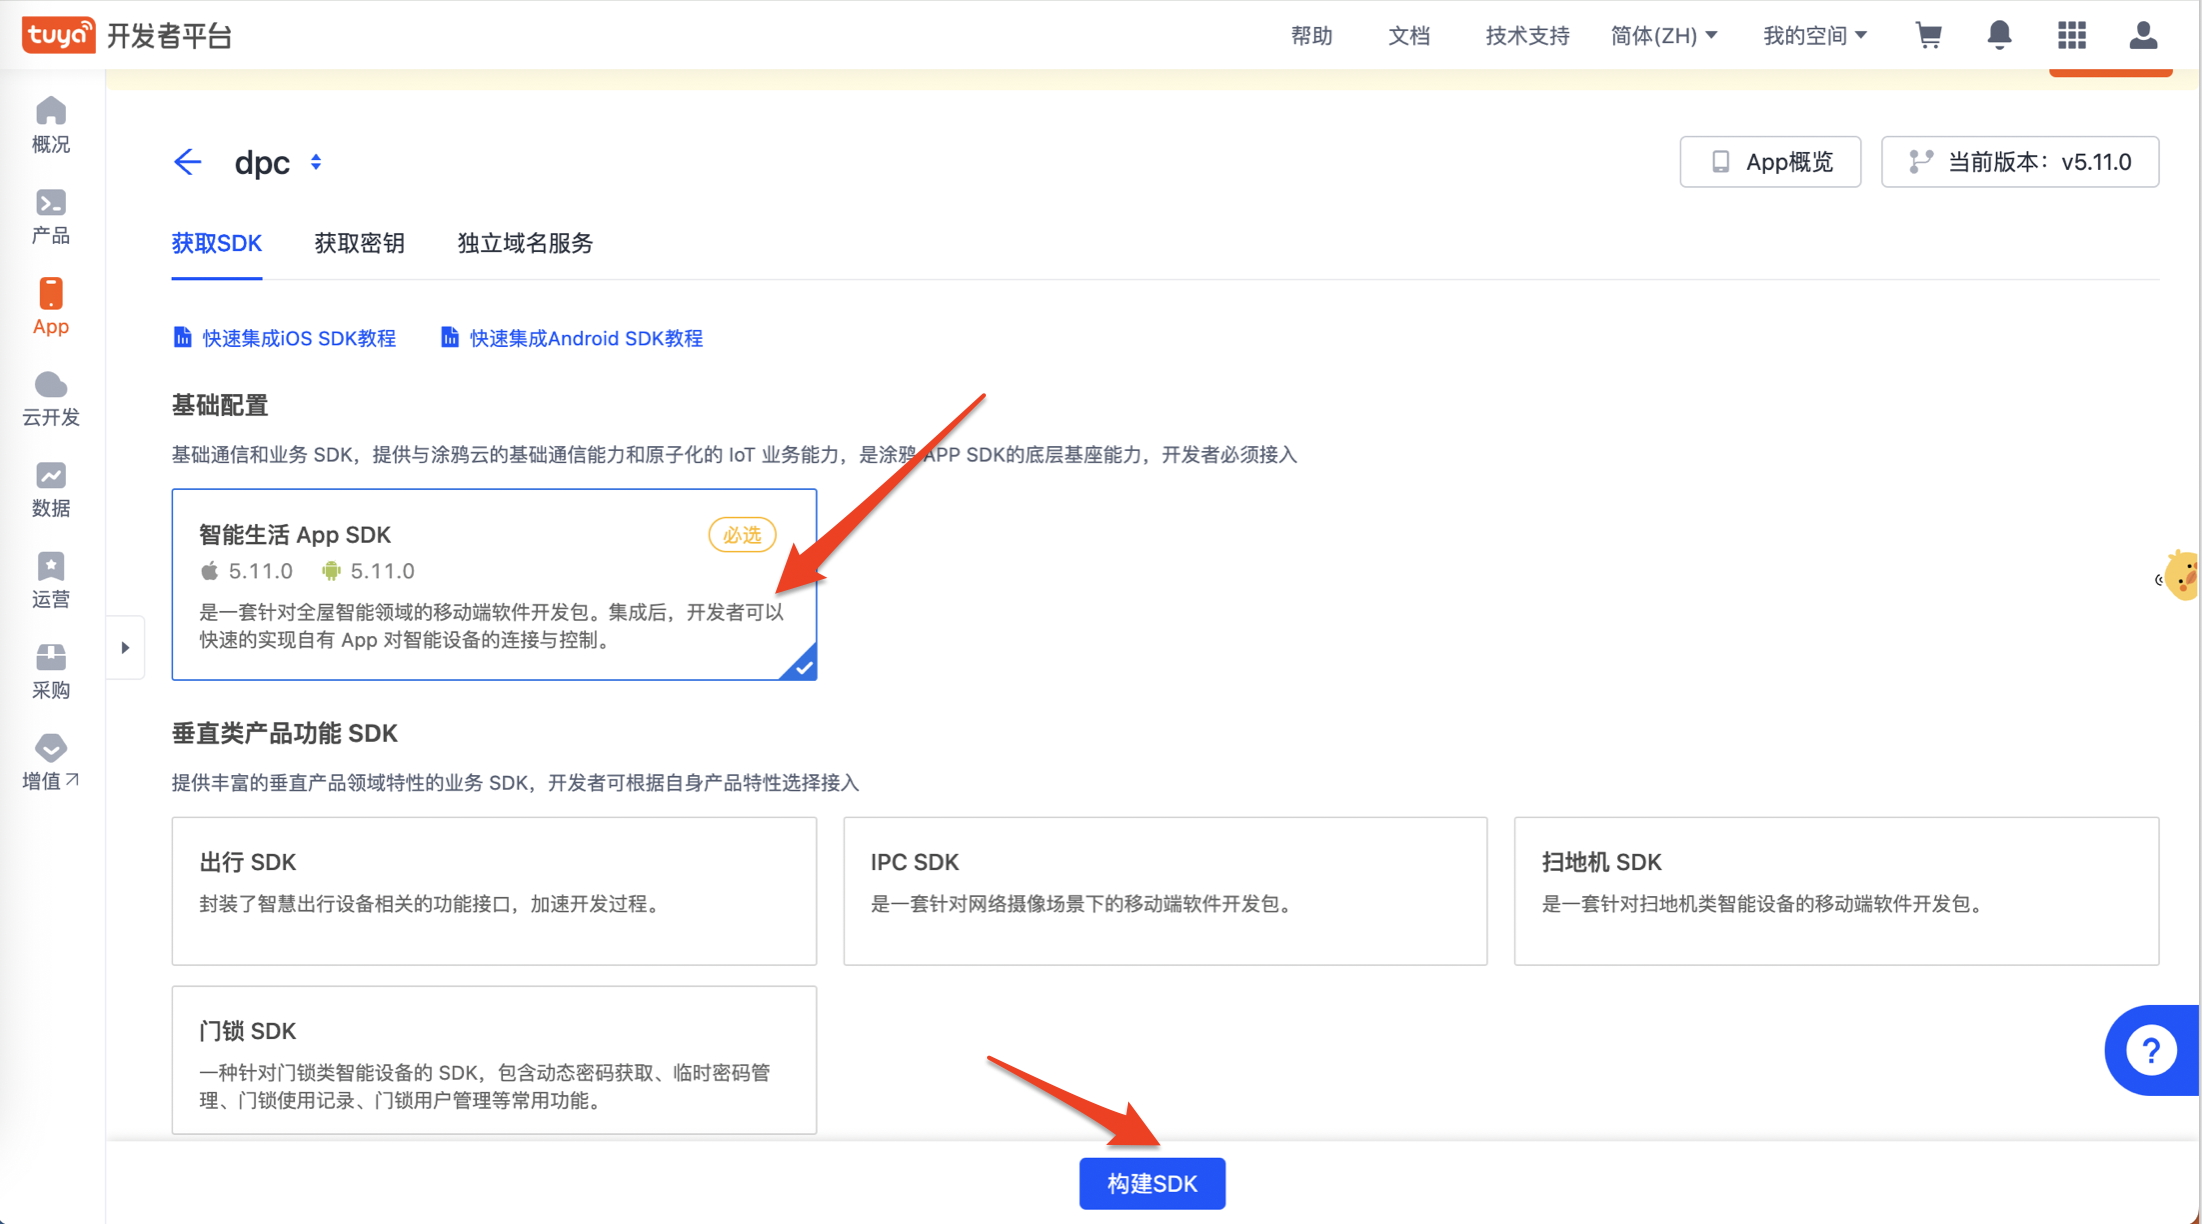 tuya 开发者平台
帮助 文档 技术支持 简体(ZH) 我的空间
概况
产品
App
云开发
数据
运营
采购
增值
dpc
App概览
当前版本：v5.11.0
获取SDK 获取密钥 独立域名服务
快速集成iOS SDK教程 快速集成Android SDK教程
基础配置
基础通信和业务 SDK，提供与涂鸦云的基础通信能力和原子化的 IoT 业务能力，是涂鸦 APP SDK的底层基座能力，开发者必须接入
智能生活 App SDK 必选
5.11.0 5.11.0
是一套针对全屋智能领域的移动端软件开发包。集成后，开发者可以
快速的实现自有 App 对智能设备的连接与控制。
垂直类产品功能 SDK
提供丰富的垂直产品领域特性的业务 SDK，开发者可根据自身产品特性选择接入
出行 SDK
封装了智慧出行设备相关的功能接口，加速开发过程。
IPC SDK
是一套针对网络摄像场景下的移动端软件开发包。
扫地机 SDK
是一套针对扫地机类智能设备的移动端软件开发包。
门锁 SDK
一种针对门锁类智能设备的 SDK，包含动态密码获取、临时密码管
理、门锁使用记录、门锁用户管理等常用功能。
?
构建SDK